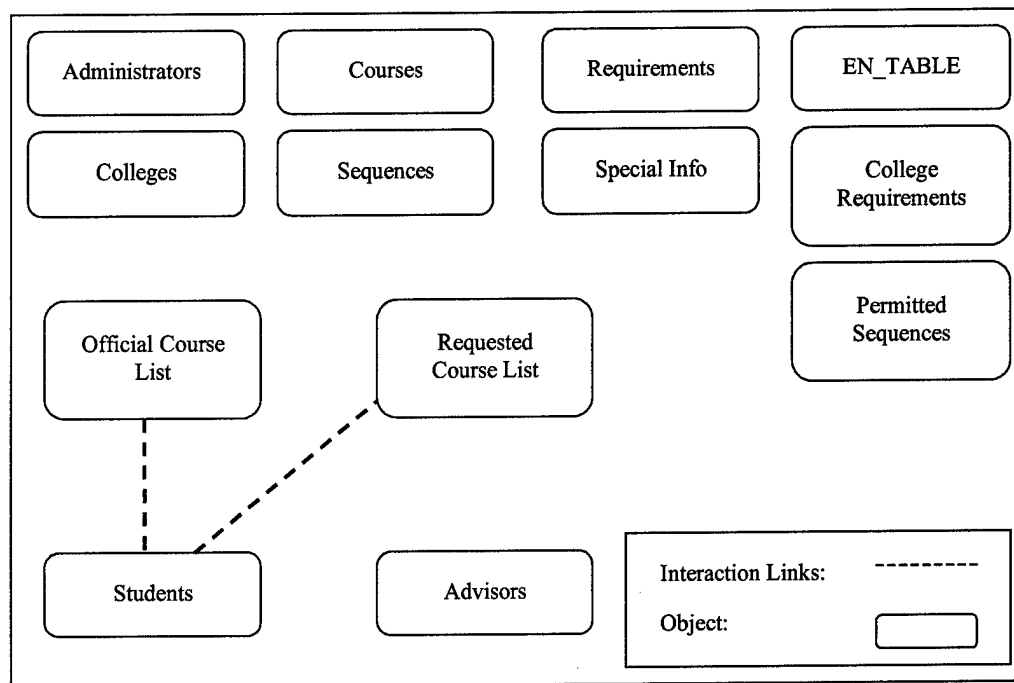 Administrators
Courses
Requirements
EN_TABLE
Colleges
Sequences
Special Info
College
Requirements
Permitted
Sequences
Official Course
List
Requested
Course List
Students
Advisors
Interaction Links:
Object: